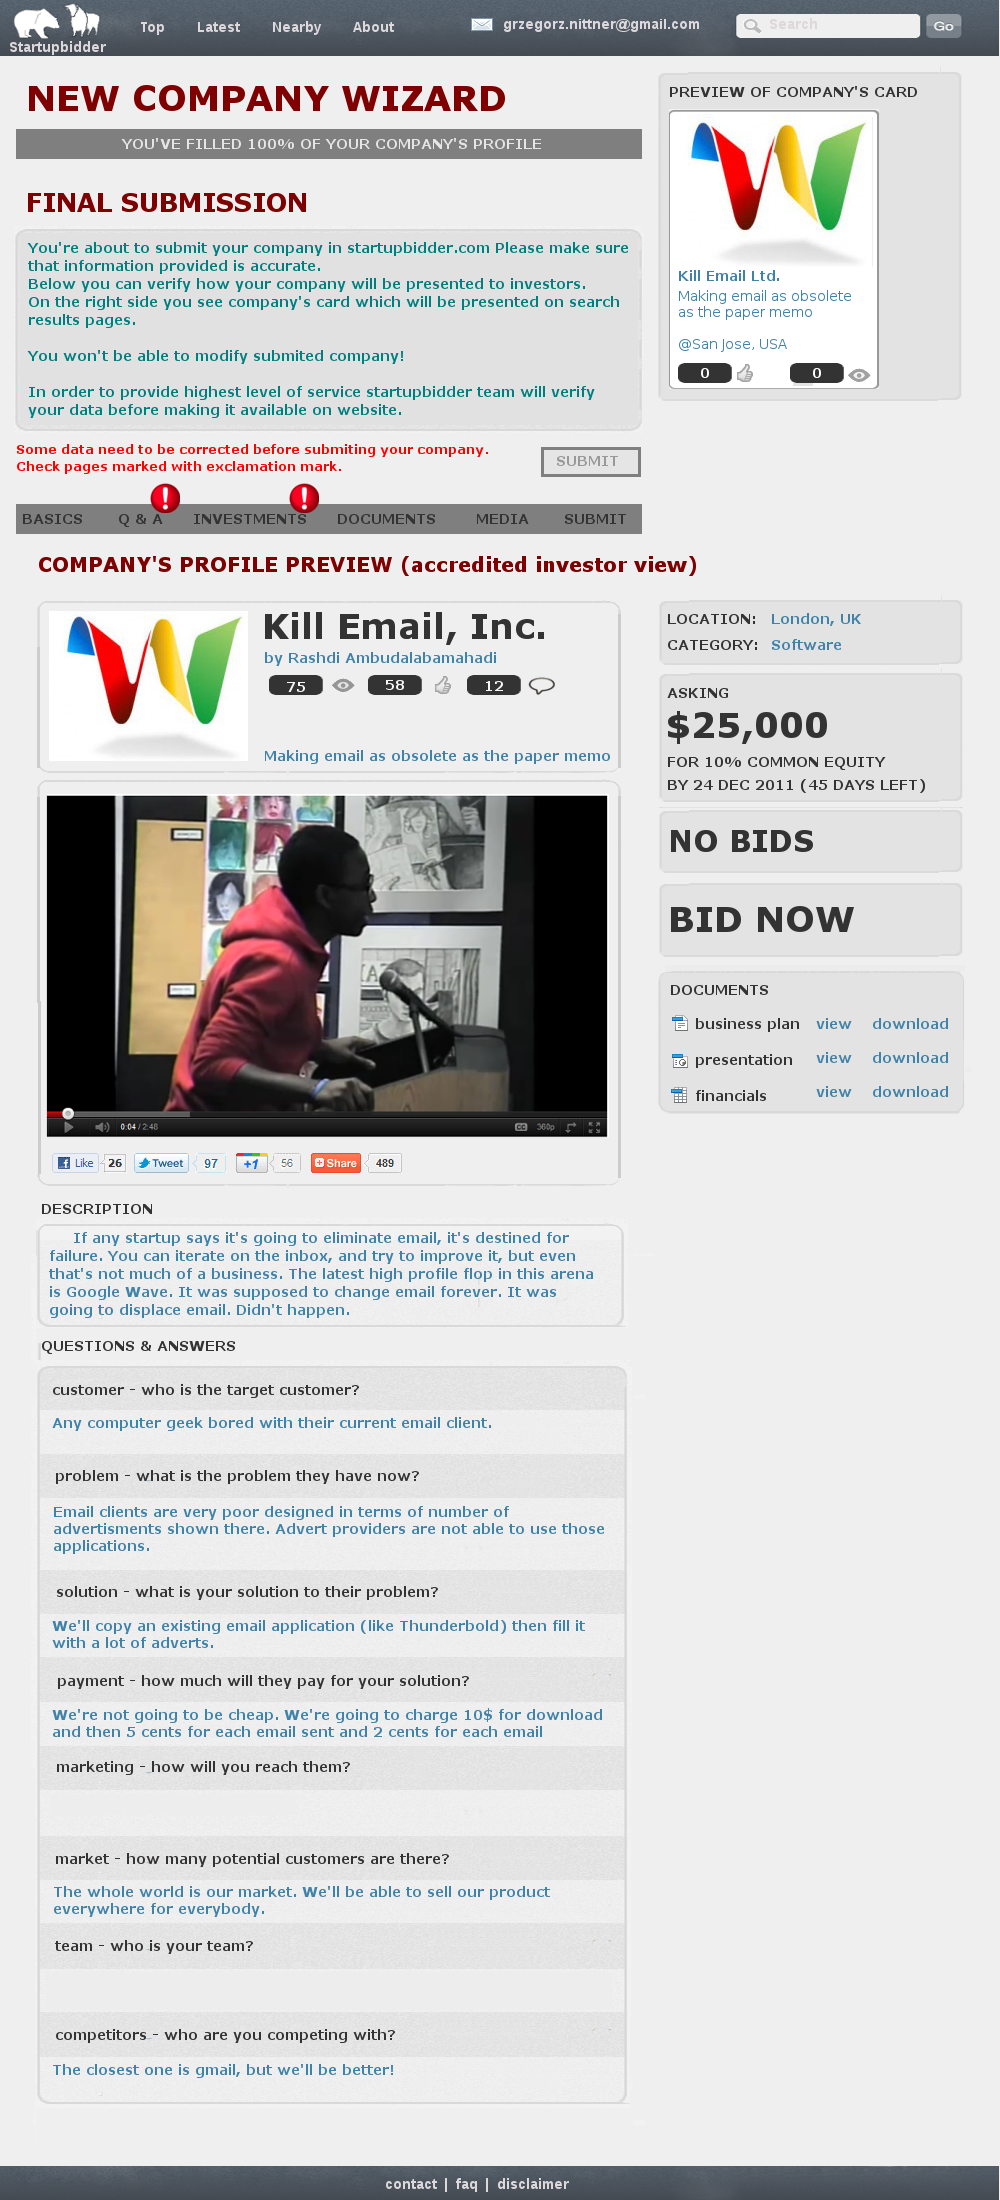 Startupbidder
Top Latest Nearby About
grzegorz.nittner@gmail.com
Search
Go
NEW COMPANY WIZARD
YOU'VE FILLED 100% OF YOUR COMPANY'S PROFILE
FINAL SUBMISSION
You're about to submit your company in startupbidder.com Please make sure
that information provided is accurate.
Below you can verify how your company will be presented to investors.
On the right side you see company's card which will be presented on search
results pages.
You won't be able to modify submited company!
In order to provide highest level of service startupbidder team will verify
your data before making it available on website.
Some data need to be corrected before submiting your company.
Check pages marked with exclamation mark.
SUBMIT
! !
BASICS Q & A INVESTMENTS DOCUMENTS MEDIA SUBMIT
PREVIEW OF COMPANY'S CARD
Kill Email Ltd.
Making email as obsolete
as the paper memo
@San Jose, USA
0 0
COMPANY'S PROFILE PREVIEW (accredited investor view)
Kill Email, Inc.
by Rashdi Ambudalabamahadi
75 58 12
Making email as obsolete as the paper memo
0:04 / 2:48
CC 360p
Like 26 Tweet 97 +1 56 Share 489
LOCATION: London, UK
CATEGORY: Software
ASKING
$25,000
FOR 10% COMMON EQUITY
BY 24 DEC 2011 (45 DAYS LEFT)
NO BIDS
BID NOW
DOCUMENTS
business plan view download
presentation view download
financials view download
DESCRIPTION
If any startup says it's going to eliminate email, it's destined for
failure. You can iterate on the inbox, and try to improve it, but even
that's not much of a business. The latest high profile flop in this arena
is Google Wave. It was supposed to change email forever. It was
going to displace email. Didn't happen.
QUESTIONS & ANSWERS
customer - who is the target customer?
Any computer geek bored with their current email client.
problem - what is the problem they have now?
Email clients are very poor designed in terms of number of
advertisments shown there. Advert providers are not able to use those
applications.
solution - what is your solution to their problem?
We'll copy an existing email application (like Thunderbold) then fill it
with a lot of adverts.
payment - how much will they pay for your solution?
We're not going to be cheap. We're going to charge 10$ for download
and then 5 cents for each email sent and 2 cents for each email
marketing - how will you reach them?
market - how many potential customers are there?
The whole world is our market. We'll be able to sell our product
everywhere for everybody.
team - who is your team?
competitors - who are you competing with?
The closest one is gmail, but we'll be better!
contact | faq | disclaimer